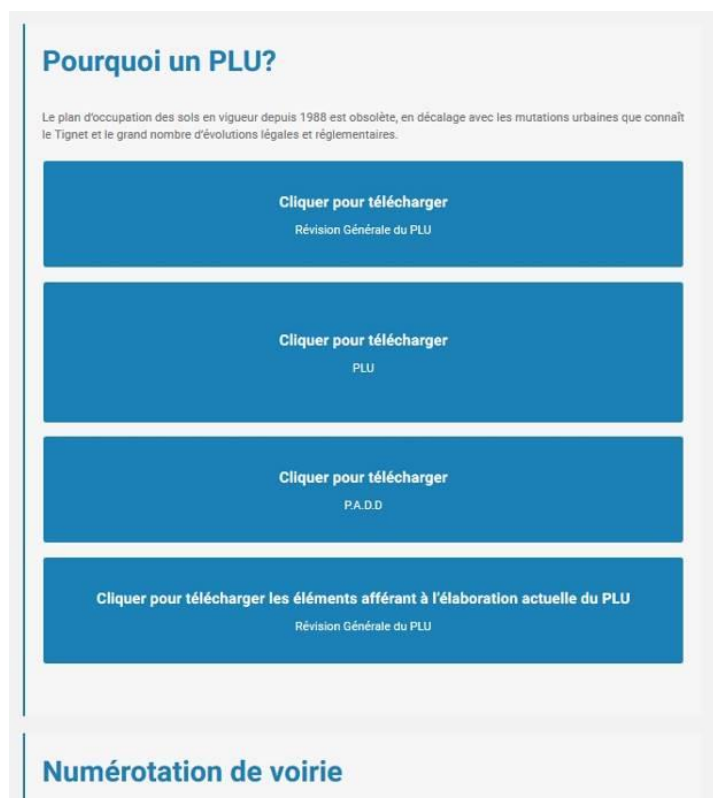 Pourquoi un PLU?
Le plan d'occupation des sols en vigueur depuis 1988 est obsolète, en décalage avec les mutations urbaines que connaît
le Tignet et le grand nombre d'évolutions légales et réglementaires.
Cliquer pour télécharger
Révision Générale du PLU
Cliquer pour télécharger
PLU
Cliquer pour télécharger
P.A.D.D
Cliquer pour télécharger les éléments afférant à l'élaboration actuelle du PLU
Révision Générale du PLU
Numérotation de voirie